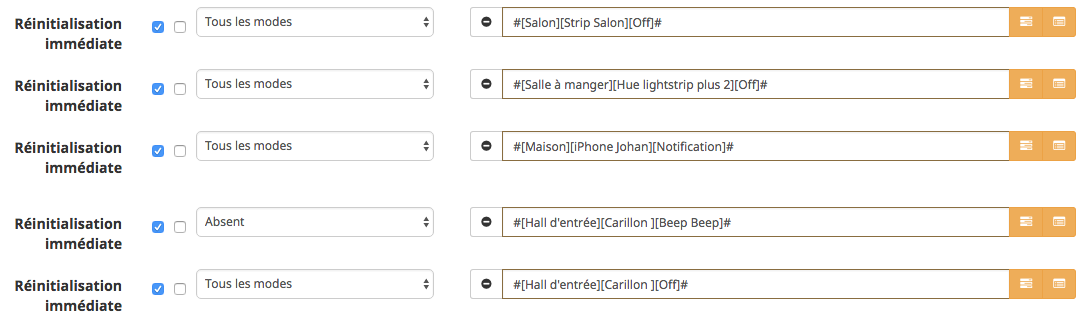 Réinitialisation immédiate Tous les modes #[Salon][Strip Salon][Off]#
Réinitialisation immédiate Tous les modes #[Salle à manger][Hue lightstrip plus 2][Off]#
Réinitialisation immédiate Tous les modes #[Maison][iPhone Johan][Notification]#
Réinitialisation immédiate Absent #[Hall d'entrée][Carillon ][Beep Beep]#
Réinitialisation immédiate Tous les modes #[Hall d'entrée][Carillon ][Off]#